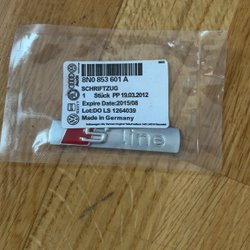 8N0 853 601 A
SCHRIFTZUG
1 Stück PP 19.03.2012
Expire Date:2015/08
Lot:DO LS 1264039
Made in Germany
S line